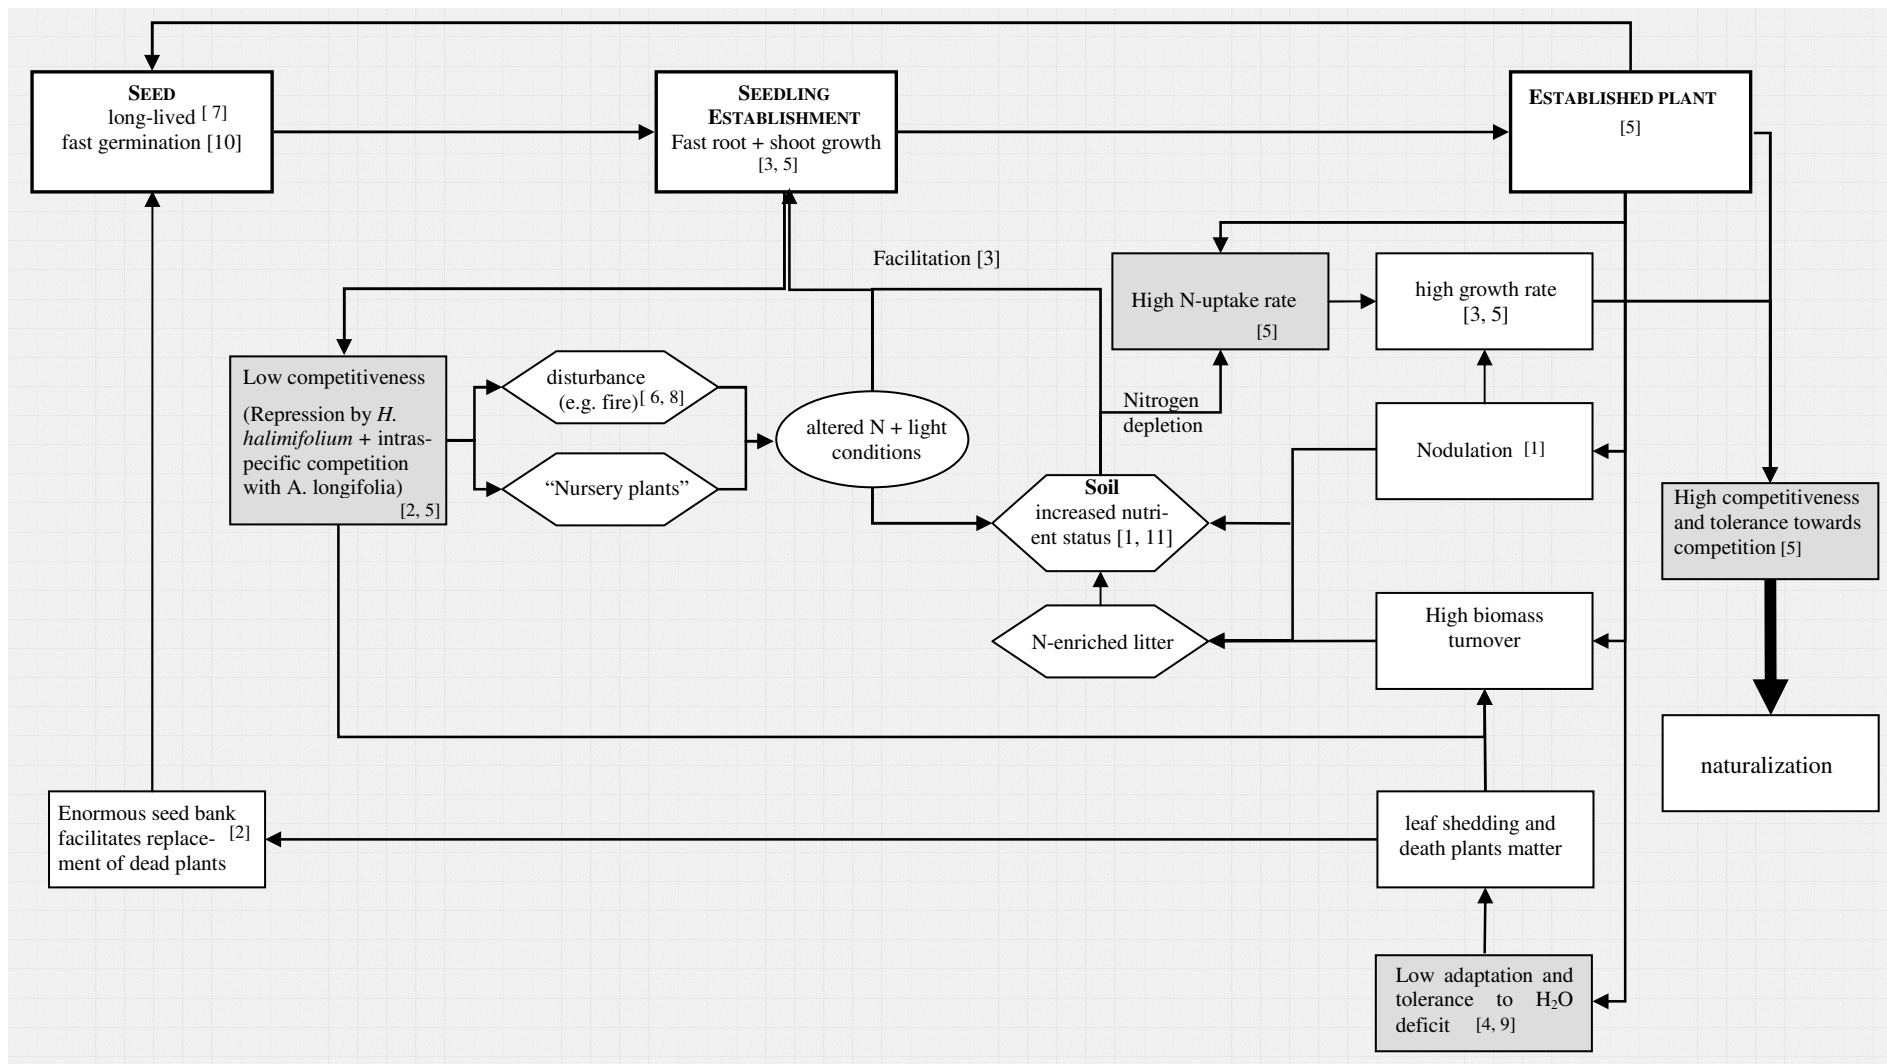 SEED
long-lived [ 7]
fast germination [10]
SEEDLING
ESTABLISHMENT
Fast root + shoot growth
[3, 5]
ESTABLISHED PLANT
[5]
Facilitation [3]
High N-uptake rate
[5]
high growth rate
[3, 5]
Low competitiveness
(Repression by H.
halimifolium + intras-
pecific competition
with A. longifolia)
[2, 5]
disturbance
(e.g. fire)[ 6, 8]
“Nursery plants”
altered N + light
conditions
Nitrogen
depletion
Nodulation [1]
Soil
increased nutri-
ent status [1, 11]
High competitiveness
and tolerance towards
competition [5]
N-enriched litter
High biomass
turnover
naturalization
Enormous seed bank
facilitates replace- [2]
ment of dead plants
leaf shedding and
death plants matter
Low adaptation and
tolerance to H₂O
deficit [4, 9]